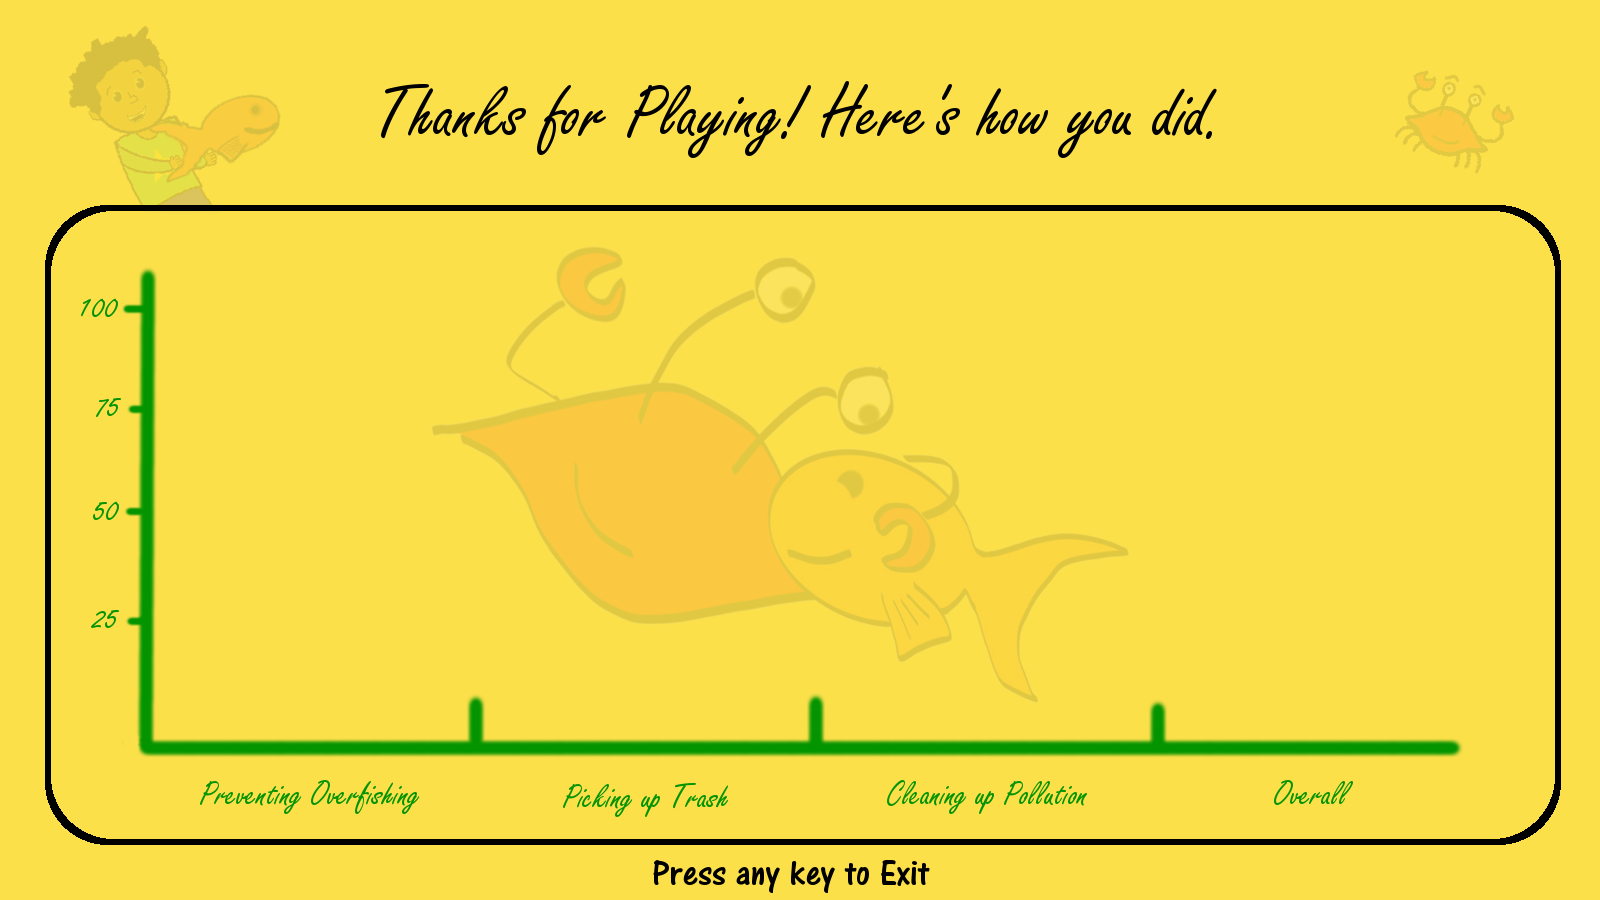 Thanks for Playing! Here's how you did.
100
75
50
25
Preventing Overfishing
Picking up Trash
Cleaning up Pollution
Overall
Press any key to Exit